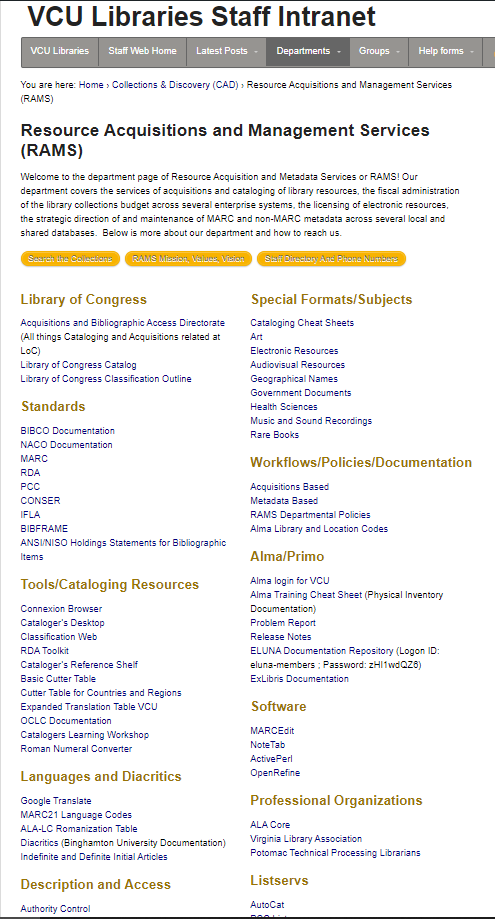 VCU Libraries Staff Intranet
VCU Libraries
Staff Web Home
Latest Posts
Departments
Groups
Help forms
You are here: Home › Collections & Discovery (CAD) › Resource Acquisitions and Management Services
(RAMS)
Resource Acquisitions and Management Services
(RAMS)
Welcome to the department page of Resource Acquisition and Metadata Services or RAMS! Our
department covers the services of acquisitions and cataloging of library resources, the fiscal administration
of the library collections budget across several enterprise systems, the licensing of electronic resources,
the strategic direction of and maintenance of MARC and non-MARC metadata across several local and
shared databases. Below is more about our department and how to reach us.
Search the Collections
RAMS Mission, Values, Vision
Staff Directory And Phone Numbers
Library of Congress
Acquisitions and Bibliographic Access Directorate
(All things Cataloging and Acquisitions related at
LoC)
Library of Congress Catalog
Library of Congress Classification Outline
Standards
BIBCO Documentation
NACO Documentation
MARC
RDA
PCC
CONSER
IFLA
BIBFRAME
ANSI/NISO Holdings Statements for Bibliographic
Items
Tools/Cataloging Resources
Connexion Browser
Cataloger's Desktop
Classification Web
RDA Toolkit
Cataloger's Reference Shelf
Basic Cutter Table
Cutter Table for Countries and Regions
Expanded Translation Table VCU
OCLC Documentation
Catalogers Learning Workshop
Roman Numeral Converter
Languages and Diacritics
Google Translate
MARC21 Language Codes
ALA-LC Romanization Table
Diacritics (Binghamton University Documentation)
Indefinite and Definite Initial Articles
Description and Access
Authority Control
Special Formats/Subjects
Cataloging Cheat Sheets
Art
Electronic Resources
Audiovisual Resources
Geographical Names
Government Documents
Health Sciences
Music and Sound Recordings
Rare Books
Workflows/Policies/Documentation
Acquisitions Based
Metadata Based
RAMS Departmental Policies
Alma Library and Location Codes
Alma/Primo
Alma login for VCU
Alma Training Cheat Sheet (Physical Inventory
Documentation)
Problem Report
Release Notes
ELUNA Documentation Repository (Logon ID:
eluna-members ; Password: zHI1wdQZ6)
ExLibris Documentation
Software
MARCEdit
NoteTab
ActivePerl
OpenRefine
Professional Organizations
ALA Core
Virginia Library Association
Potomac Technical Processing Librarians
Listservs
AutoCat